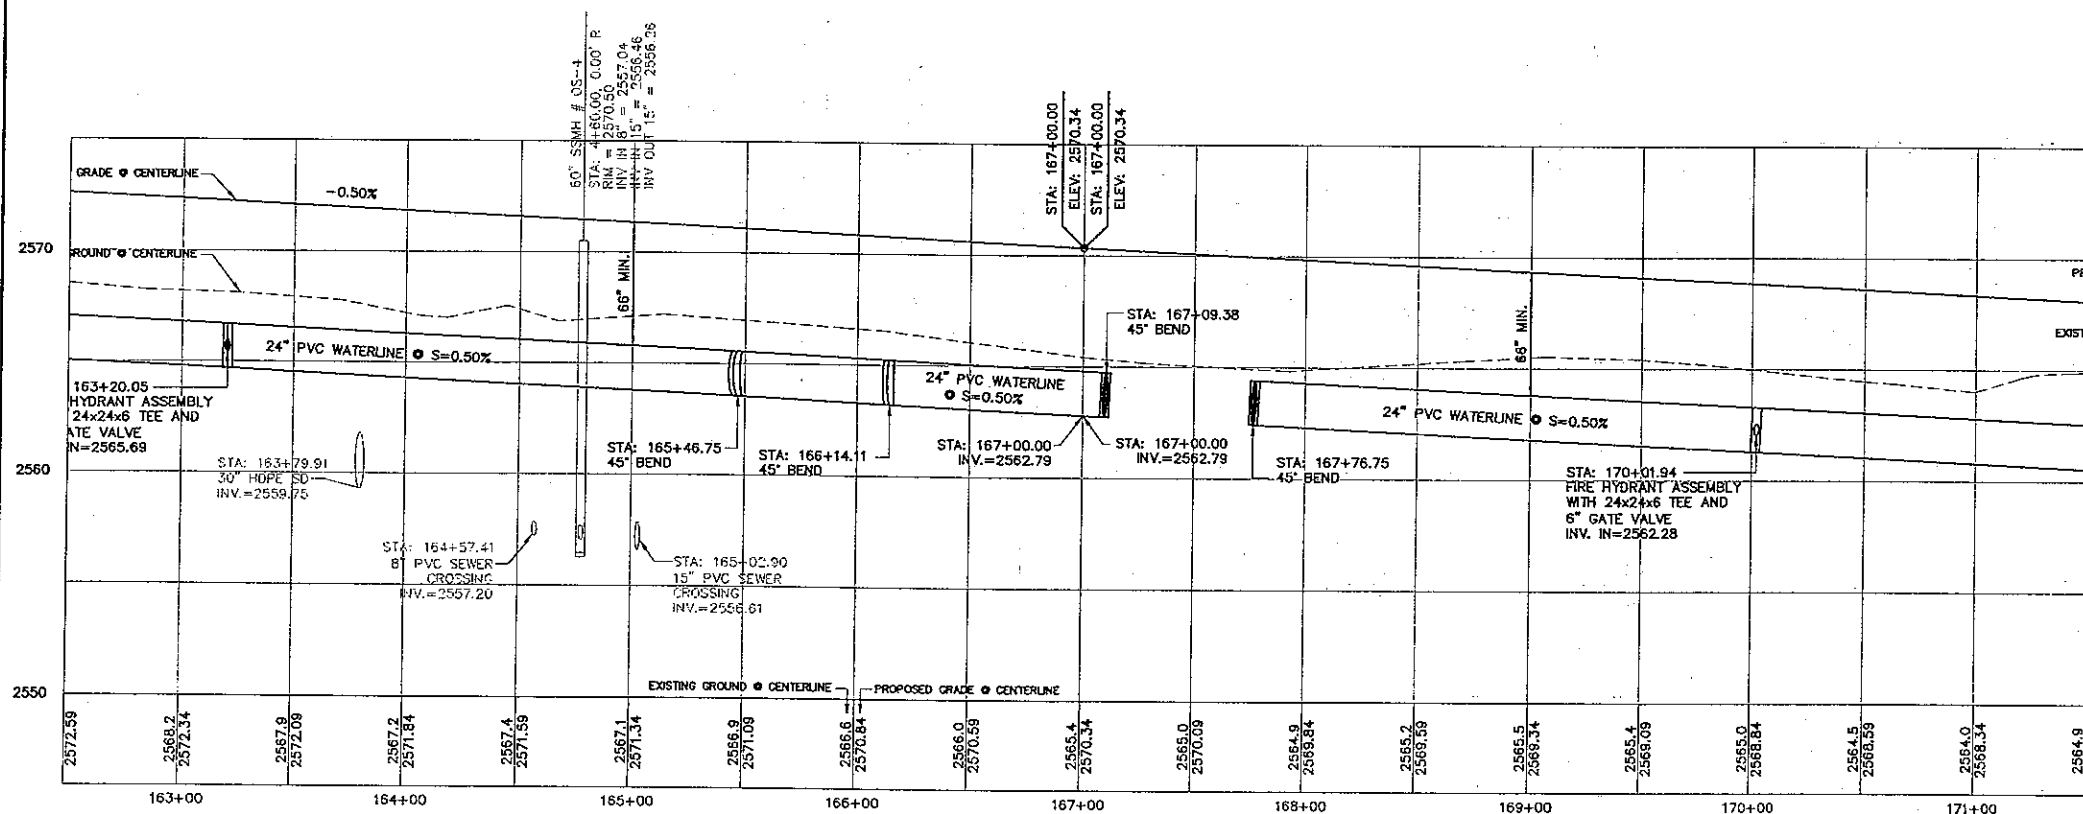 60" SSMH # OS-4
STA: 4+60.00, 0.00' R
RIM = 2570.50
INV IN 8" = 2557.04
INV IN 15" = 2556.46
INV OUT 15" = 2556.26
STA: 167+00.00
ELEV: 2570.34
STA: 167+00.00
ELEV: 2570.34
GRADE @ CENTERLINE
-0.50%
2570
GROUND @ CENTERLINE
66" MIN.
66" MIN.
EXIST
24" PVC WATERLINE @ S=0.50%
STA: 167+09.38
45° BEND
24" PVC WATERLINE
@ S=0.50%
24" PVC WATERLINE @ S=0.50%
163+20.05
HYDRANT ASSEMBLY
24x24x6 TEE AND
ATE VALVE
N=2565.69
STA: 165+46.75
45° BEND
STA: 166+14.11
45° BEND
STA: 167+00.00
INV.=2562.79
STA: 167+00.00
INV.=2562.79
STA: 167+76.75
45° BEND
STA: 170+01.94
FIRE HYDRANT ASSEMBLY
WITH 24x24x6 TEE AND
6" GATE VALVE
INV. IN=2562.28
2560
STA: 163+79.91
30" HDPE SD
INV.=2559.75
STA: 164+57.41
8" PVC SEWER
CROSSING
INV.=2557.20
STA: 165+02.90
15" PVC SEWER
CROSSING
INV.=2556.61
2550
EXISTING GROUND @ CENTERLINE
PROPOSED GRADE @ CENTERLINE
2572.59
2568.2
2572.34
2567.9
2572.09
2567.2
2571.84
2567.4
2571.59
2567.1
2571.34
2566.9
2571.09
2566.6
2570.84
2566.0
2570.59
2565.4
2570.34
2565.0
2570.09
2564.9
2569.84
2565.2
2569.59
2565.5
2569.34
2565.4
2569.09
2565.0
2568.84
2564.5
2568.59
2564.0
2568.34
2564.9
163+00
164+00
165+00
166+00
167+00
168+00
169+00
170+00
171+00